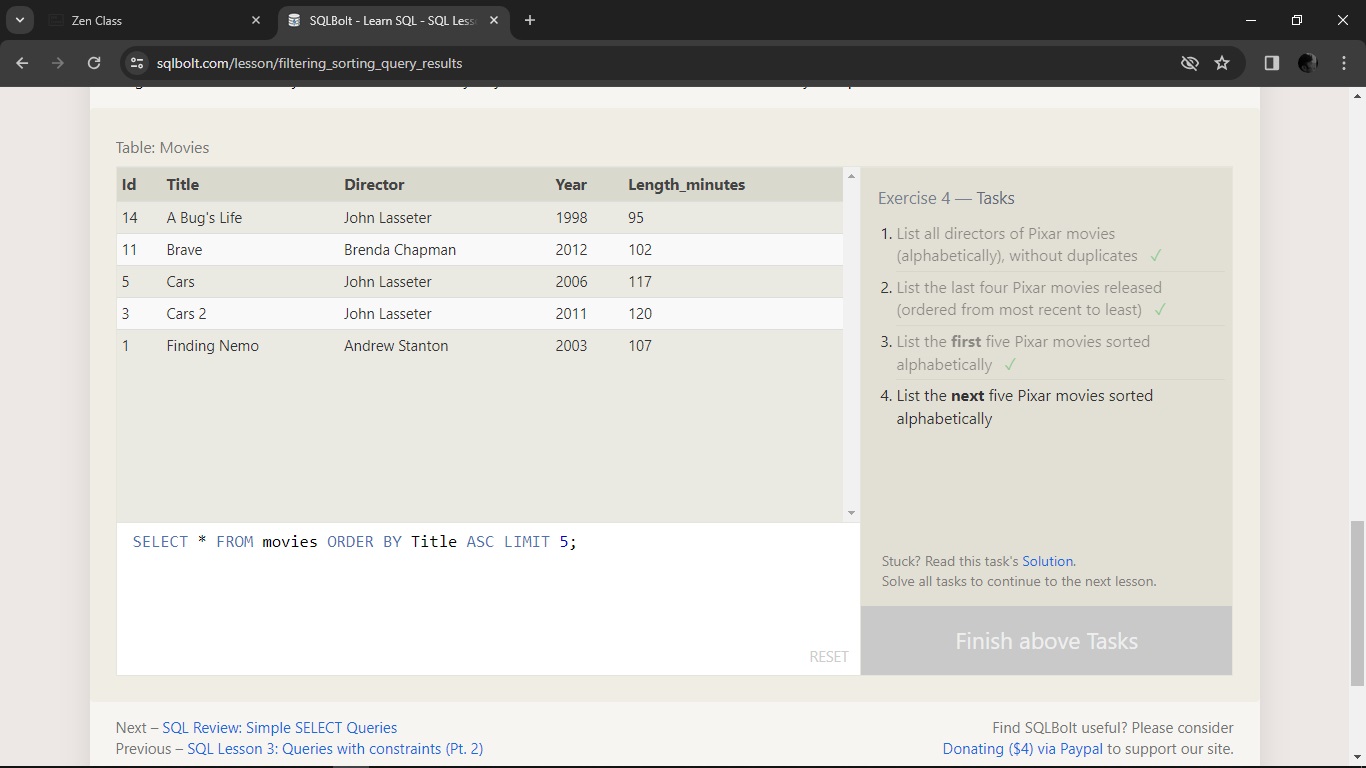 Zen Class
SQLBolt - Learn SQL - SQL Less
sqlbolt.com/lesson/filtering_sorting_query_results
Table: Movies
Id Title Director Year Length_minutes
14 A Bug's Life John Lasseter 1998 95
11 Brave Brenda Chapman 2012 102
5 Cars John Lasseter 2006 117
3 Cars 2 John Lasseter 2011 120
1 Finding Nemo Andrew Stanton 2003 107
SELECT * FROM movies ORDER BY Title ASC LIMIT 5;
RESET
Exercise 4 — Tasks
1. List all directors of Pixar movies
(alphabetically), without duplicates ✓
2. List the last four Pixar movies released
(ordered from most recent to least) ✓
3. List the first five Pixar movies sorted
alphabetically ✓
4. List the next five Pixar movies sorted
alphabetically
Stuck? Read this task's Solution.
Solve all tasks to continue to the next lesson.
Finish above Tasks
Next – SQL Review: Simple SELECT Queries
Previous – SQL Lesson 3: Queries with constraints (Pt. 2)
Find SQLBolt useful? Please consider
Donating ($4) via Paypal to support our site.